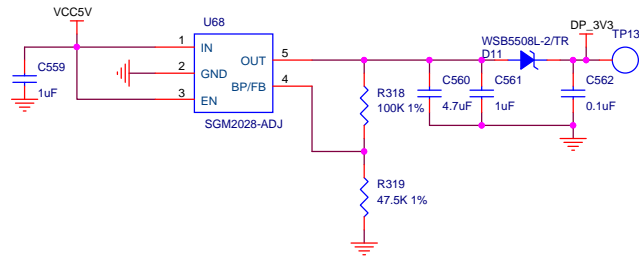 VCC5V
U68
DP_3V3
TP13
WSB5508L-2/TR
D11
C559
1uF
1
IN
2
GND
3
EN
OUT
5
BP/FB
4
SGM2028-ADJ
R318
100K 1%
C560
4.7uF
C561
1uF
C562
0.1uF
R319
47.5K 1%